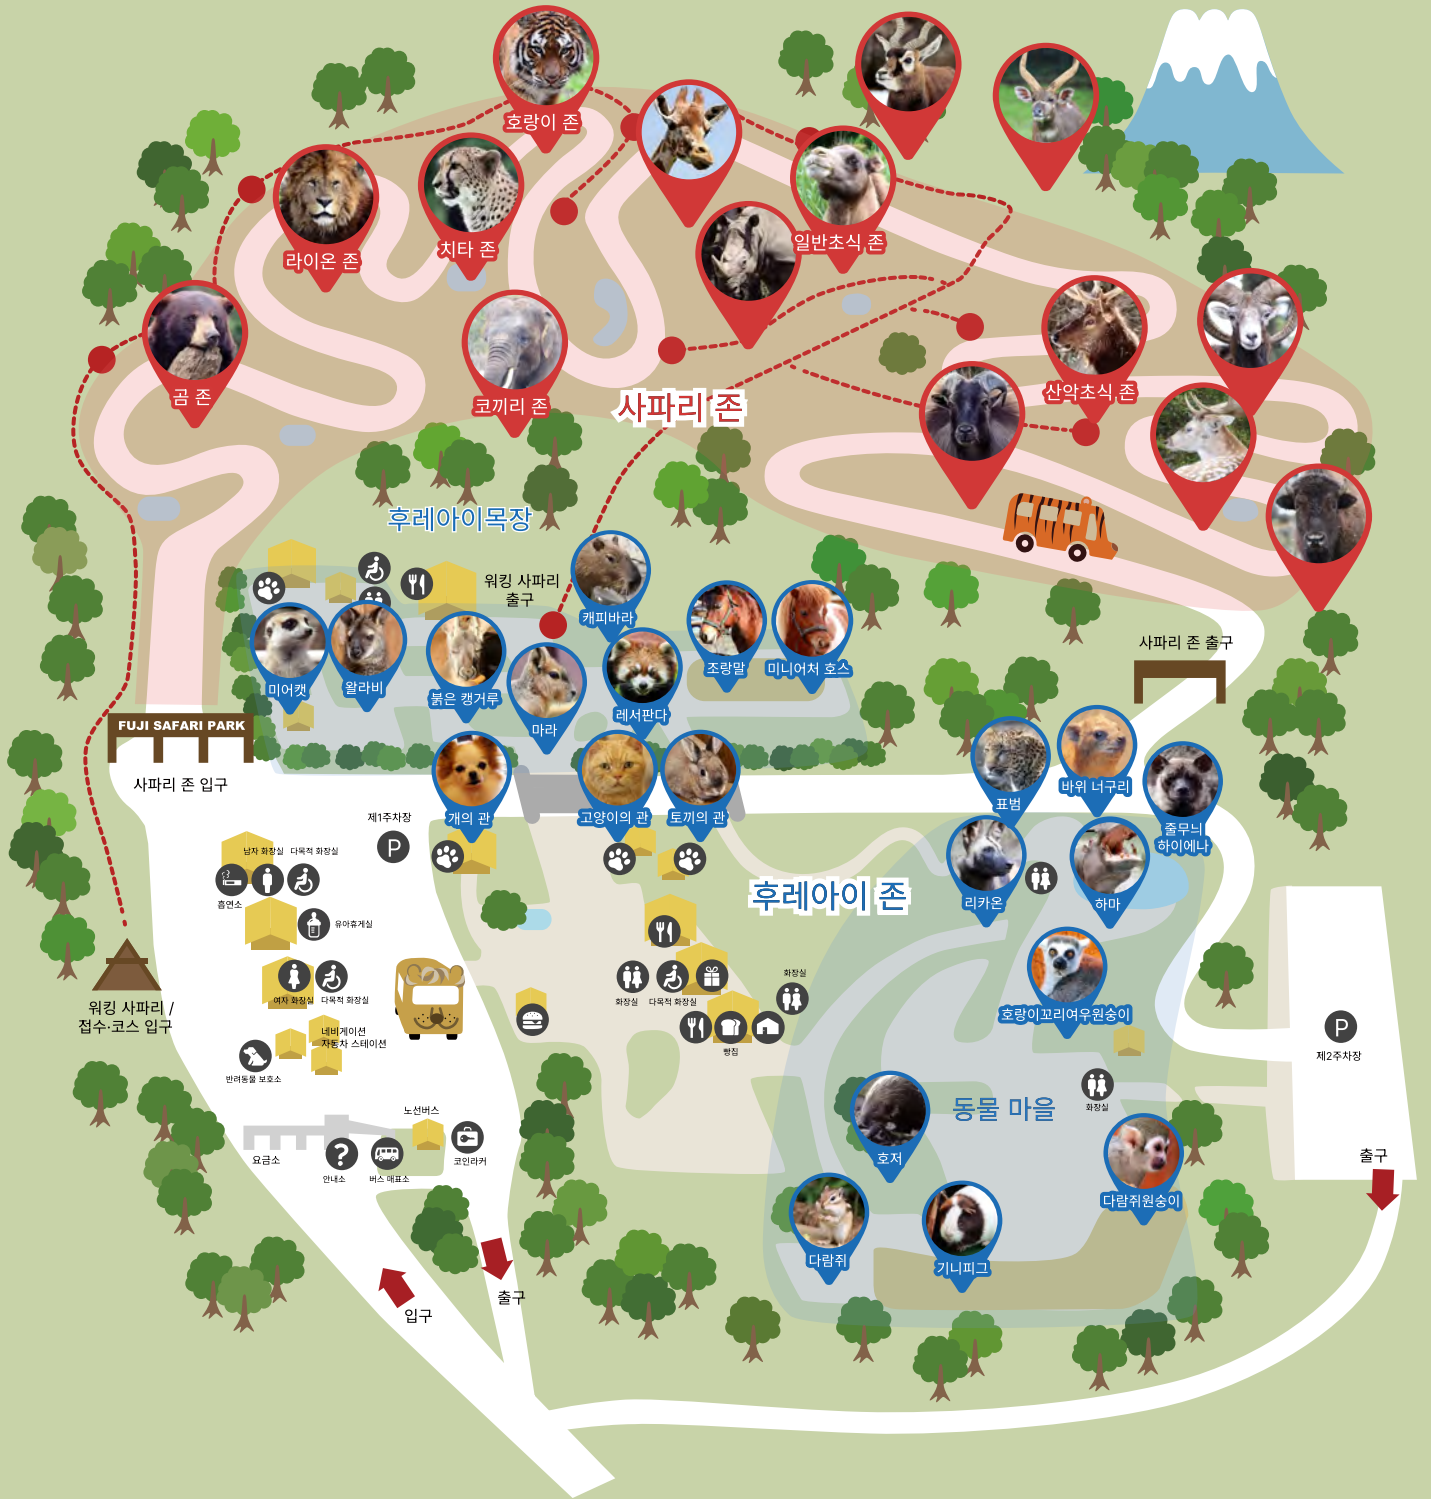 호랑이 존
라이온 존
치타 존
일반초식 존
곰 존
코끼리 존
산악초식 존
사파리 존
후레아이목장
워킹 사파리
출구
캐피바라
조랑말
미니어처 호스
미어캣
왈라비
붉은 캥거루
마라
레서판다
사파리 존 출구
FUJI SAFARI PARK
사파리 존 입구
표범
바위 너구리
줄무늬
하이에나
제1주차장
P
개의 관
고양이의 관
토끼의 관
남자 화장실
다목적 화장실
흡연소
유아휴게실
후레아이 존
리카온
하마
여자 화장실
다목적 화장실
워킹 사파리 /
접수·코스 입구
네비게이션
자동차 스테이션
반려동물 보호소
화장실
다목적 화장실
화장실
빵집
호랑이꼬리여우원숭이
P
제2주차장
동물 마을
화장실
노선버스
요금소
?
안내소
버스 매표소
코인라커
호저
다람쥐원숭이
출구
다람쥐
기니피그
입구
출구